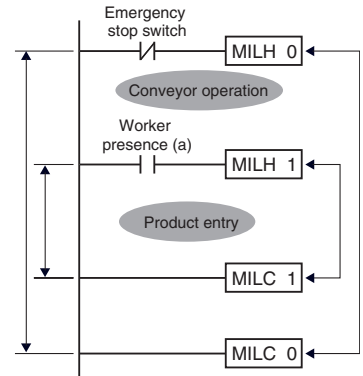 Emergency
stop switch
MILH 0
Conveyor operation
Worker
presence (a)
MILH 1
Product entry
MILC 1
MILC 0